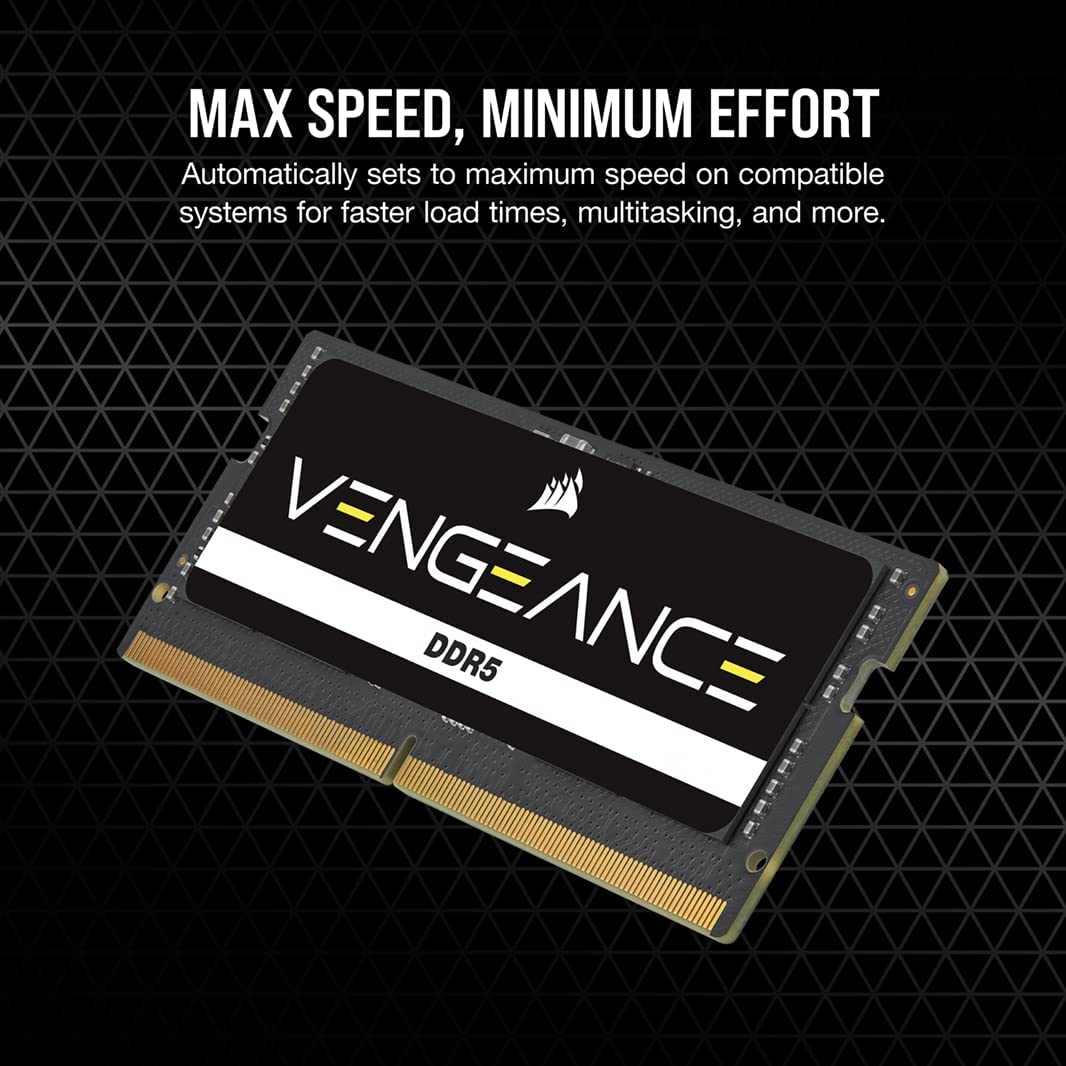 MAX SPEED, MINIMUM EFFORT
Automatically sets to maximum speed on compatible
systems for faster load times, multitasking, and more.
VENGEANCE
DDR5